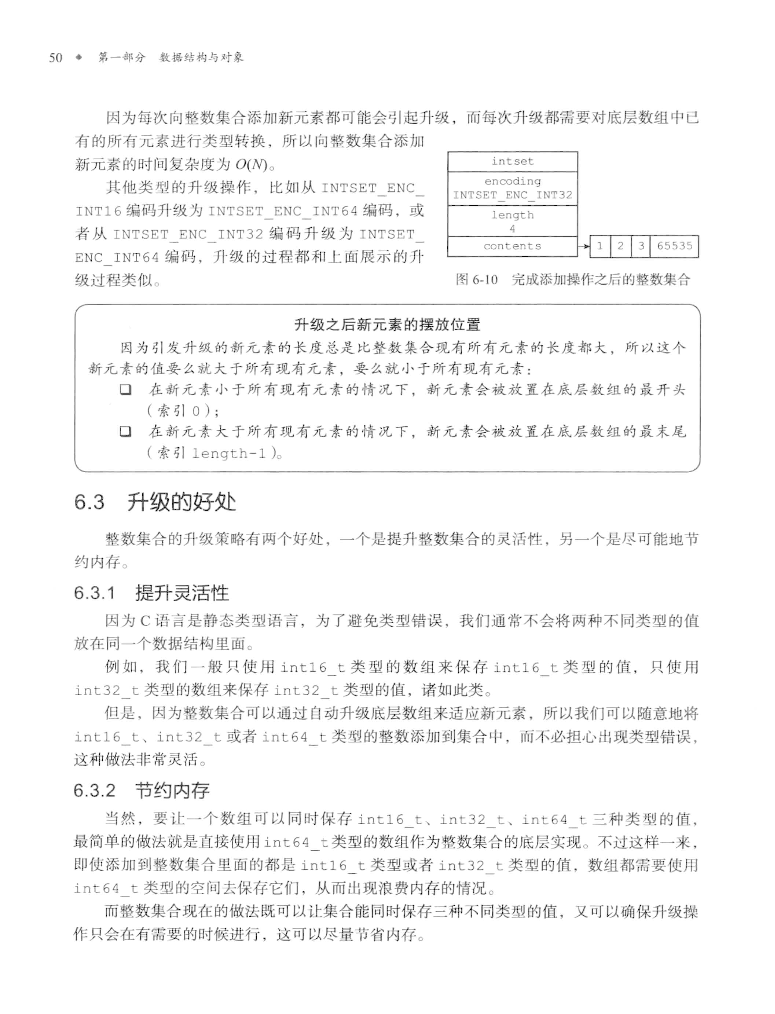 50 ◆ 第一部分 数据结构与对象
因为每次向整数集合添加新元素都可能会引起升级，而每次升级都需要对底层数组中已
有的所有元素进行类型转换，所以向整数集合添加
新元素的时间复杂度为 O(N)。
其他类型的升级操作，比如从 INTSET_ENC_
INT16 编码升级为 INTSET_ENC_INT64 编码，或
者从 INTSET_ENC_INT32 编码升级为 INTSET_
ENC_INT64 编码，升级的过程都和上面展示的升
级过程类似。
intset
encoding
INTSET_ENC_INT32
length
4
contents
1 2 3 65535
图 6-10 完成添加操作之后的整数集合
升级之后新元素的摆放位置
因为引发升级的新元素的长度总是比整数集合现有所有元素的长度都大，所以这个
新元素的值要么就大于所有现有元素，要么就小于所有现有元素：
❑ 在新元素小于所有现有元素的情况下，新元素会被放置在底层数组的最开头
（索引 0）；
❑ 在新元素大于所有现有元素的情况下，新元素会被放置在底层数组的最末尾
（索引 length-1）。
6.3 升级的好处
整数集合的升级策略有两个好处，一个是提升整数集合的灵活性，另一个是尽可能地节
约内存。
6.3.1 提升灵活性
因为 C 语言是静态类型语言，为了避免类型错误，我们通常不会将两种不同类型的值
放在同一个数据结构里面。
例如，我们一般只使用 int16_t 类型的数组来保存 int16_t 类型的值，只使用
int32_t 类型的数组来保存 int32_t 类型的值，诸如此类。
但是，因为整数集合可以通过自动升级底层数组来适应新元素，所以我们可以随意地将
int16_t、int32_t 或者 int64_t 类型的整数添加到集合中，而不必担心出现类型错误，
这种做法非常灵活。
6.3.2 节约内存
当然，要让一个数组可以同时保存 int16_t、int32_t、int64_t 三种类型的值，
最简单的做法就是直接使用 int64_t 类型的数组作为整数集合的底层实现。不过这样一来，
即使添加到整数集合里面的都是 int16_t 类型或者 int32_t 类型的值，数组都需要使用
int64_t 类型的空间去保存它们，从而出现浪费内存的情况。
而整数集合现在的做法既可以让集合能同时保存三种不同类型的值，又可以确保升级操
作只会在有需要的时候进行，这可以尽量节省内存。